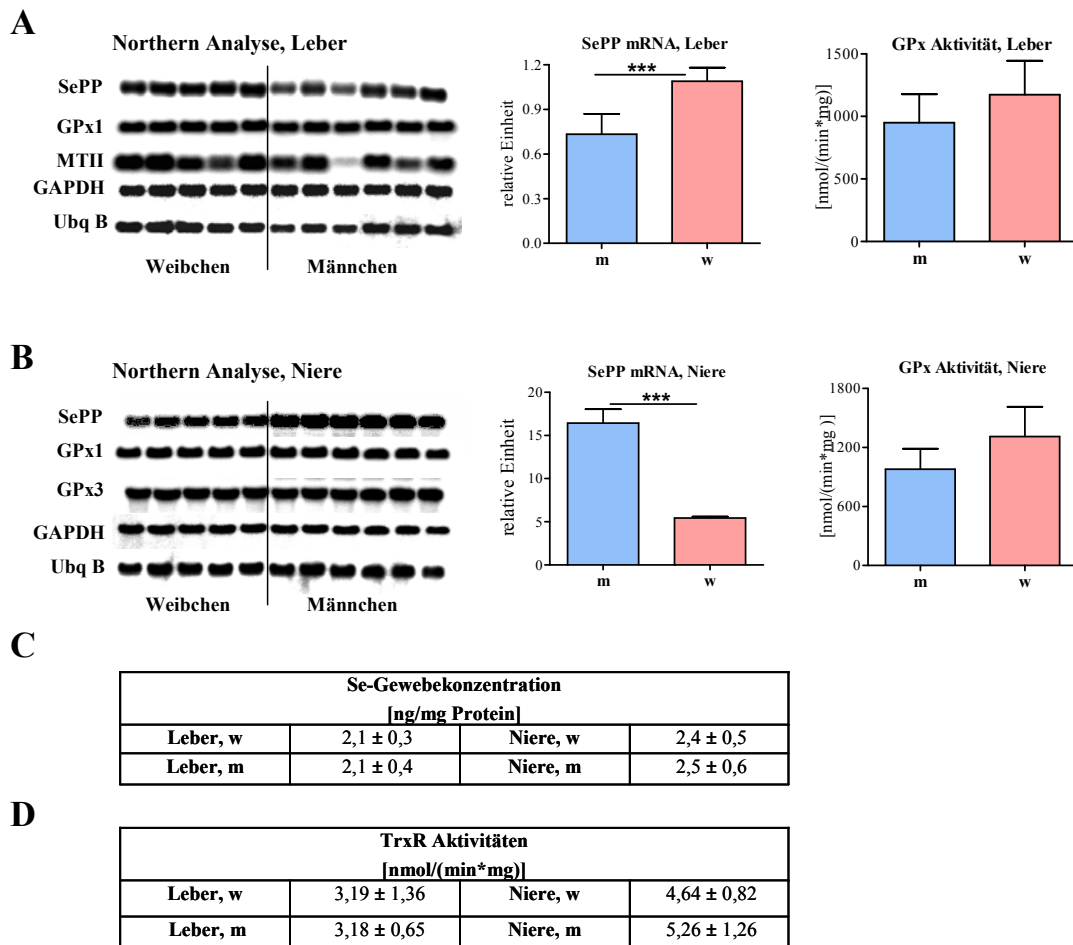 A
Northern Analyse, Leber
SePP
GPx1
MTII
GAPDH
Ubq B
Weibchen Männchen
SePP mRNA, Leber
relative Einheit
1.2
0.9
0.6
0.3
0.0
***
m w
GPx Aktivität, Leber
[nmol/(min*mg)]
1500
1000
500
0
m w
B
Northern Analyse, Niere
SePP
GPx1
GPx3
GAPDH
Ubq B
Weibchen Männchen
SePP mRNA, Niere
relative Einheit
20
15
10
5
0
***
m w
GPx Aktivität, Niere
[nmol/(min*mg )]
1800
1200
600
0
m w
C
Se-Gewebekonzentration
[ng/mg Protein]
Leber, w 2,1 ± 0,3 Niere, w 2,4 ± 0,5
Leber, m 2,1 ± 0,4 Niere, m 2,5 ± 0,6
D
TrxR Aktivitäten
[nmol/(min*mg)]
Leber, w 3,19 ± 1,36 Niere, w 4,64 ± 0,82
Leber, m 3,18 ± 0,65 Niere, m 5,26 ± 1,26